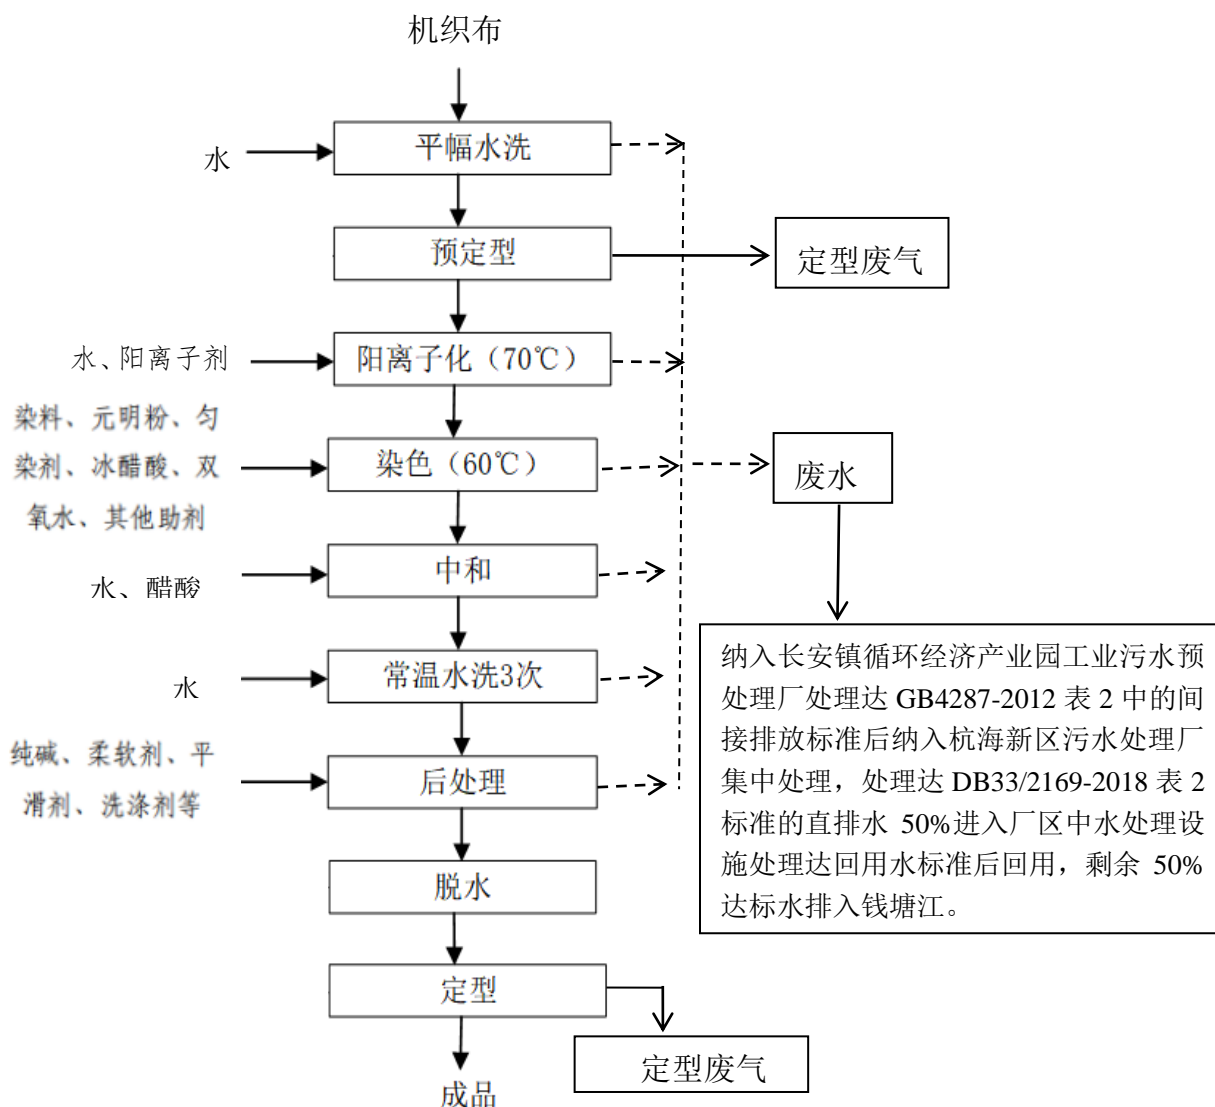 机织布
水
平幅水洗
预定型
定型废气
水、阳离子剂
阳离子化（70℃）
染料、元明粉、匀
染剂、冰醋酸、双
氧水、其他助剂
染色（60℃）
废水
水、醋酸
中和
水
常温水洗3次
纯碱、柔软剂、平
滑剂、洗涤剂等
后处理
纳入长安镇循环经济产业园工业污水预
处理厂处理达 GB4287-2012 表 2 中的间
接排放标准后纳入杭海新区污水处理厂
集中处理，处理达 DB33/2169-2018 表 2
标准的直排水 50%进入厂区中水处理设
施处理达回用水标准后回用，剩余 50%
达标水排入钱塘江。
脱水
定型
定型废气
成品